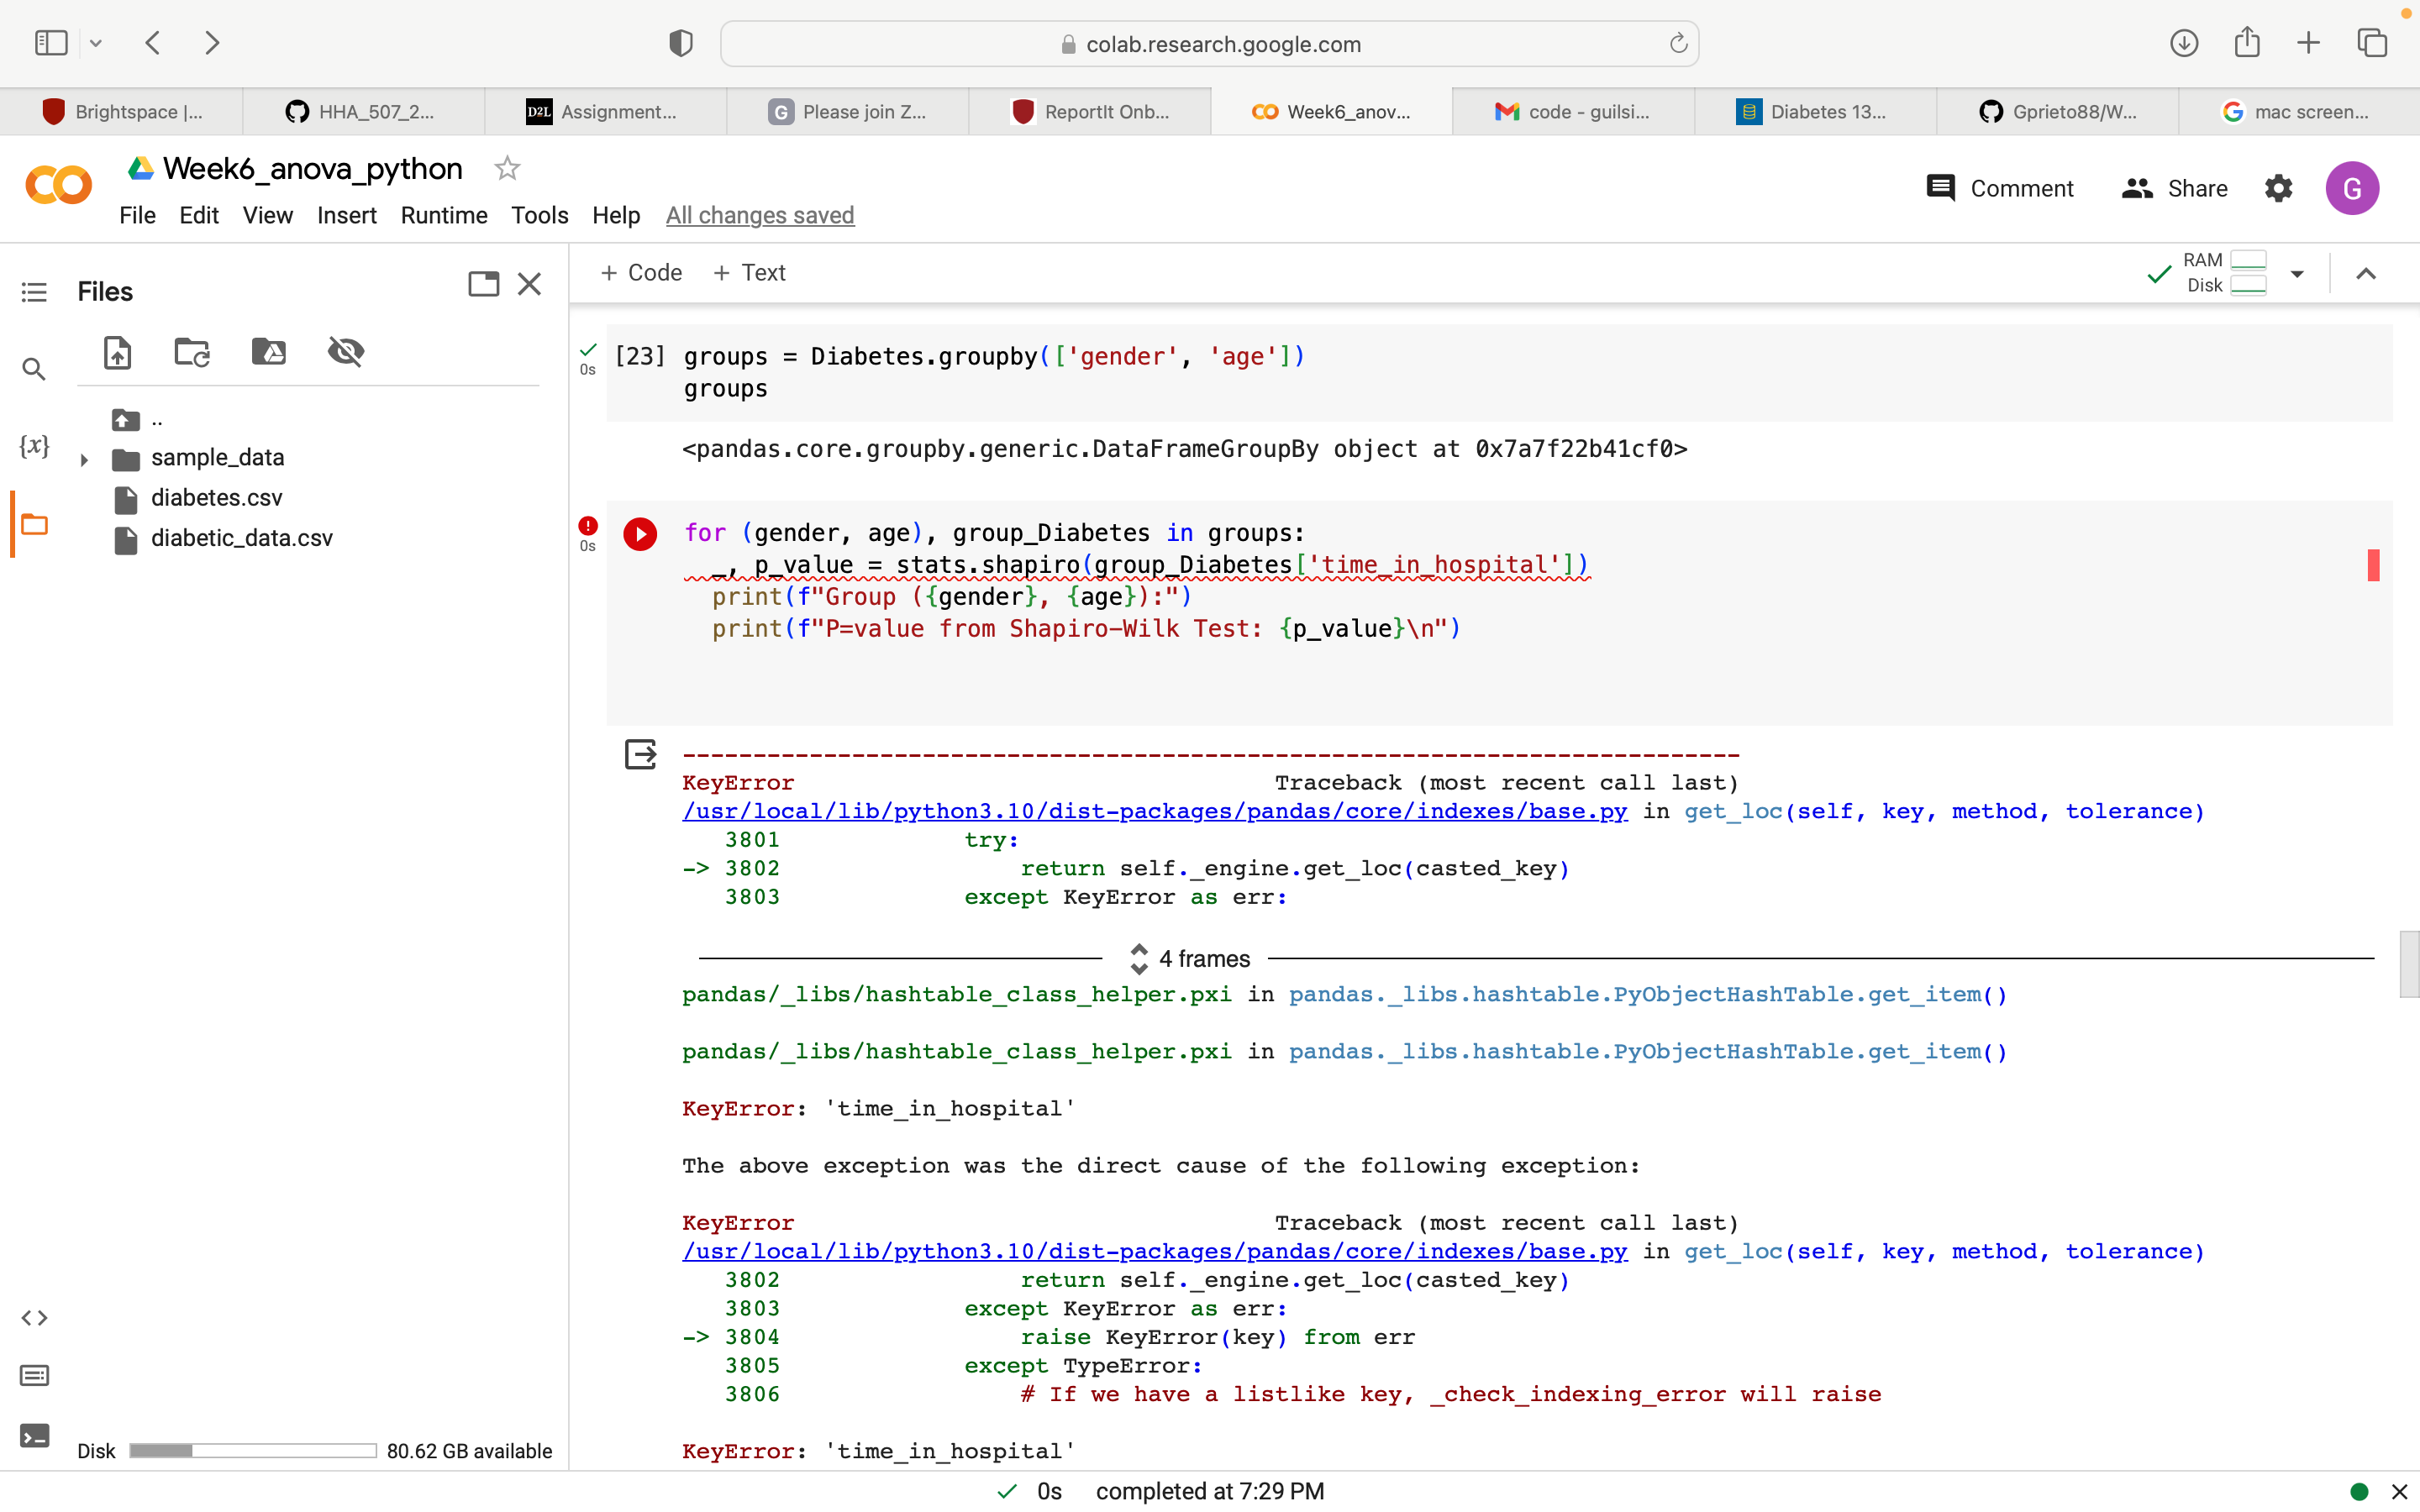 colab.research.google.com
Brightspace |...
HHA_507_2...
D2L Assignment...
G Please join Z...
ReportIt Onb...
Week6_anov...
code - guilsi...
Diabetes 13...
Gprieto88/W...
mac screen...
Week6_anova_python
Comment
Share
G
File Edit View Insert Runtime Tools Help All changes saved
Files
+ Code + Text
RAM
Disk
..
sample_data
diabetes.csv
diabetic_data.csv
{x}
0s
[23] groups = Diabetes.groupby(['gender', 'age'])
groups
<pandas.core.groupby.generic.DataFrameGroupBy object at 0x7a7f22b41cf0>
0s
for (gender, age), group_Diabetes in groups:
  _, p_value = stats.shapiro(group_Diabetes['time_in_hospital'])
  print(f"Group ({gender}, {age}):")
  print(f"P=value from Shapiro-Wilk Test: {p_value}\n")
---------------------------------------------------------------------------
KeyError                                  Traceback (most recent call last)
/usr/local/lib/python3.10/dist-packages/pandas/core/indexes/base.py in get_loc(self, key, method, tolerance)
   3801             try:
-> 3802                 return self._engine.get_loc(casted_key)
   3803             except KeyError as err:
4 frames
pandas/_libs/hashtable_class_helper.pxi in pandas._libs.hashtable.PyObjectHashTable.get_item()
pandas/_libs/hashtable_class_helper.pxi in pandas._libs.hashtable.PyObjectHashTable.get_item()
KeyError: 'time_in_hospital'
The above exception was the direct cause of the following exception:
KeyError                                  Traceback (most recent call last)
/usr/local/lib/python3.10/dist-packages/pandas/core/indexes/base.py in get_loc(self, key, method, tolerance)
   3802                 return self._engine.get_loc(casted_key)
   3803             except KeyError as err:
-> 3804                 raise KeyError(key) from err
   3805             except TypeError:
   3806                 # If we have a listlike key, _check_indexing_error will raise
KeyError: 'time_in_hospital'
Disk 80.62 GB available
0s completed at 7:29 PM